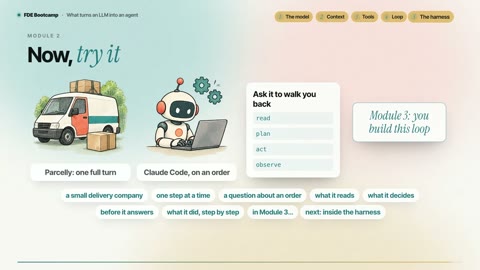 FDE Bootcamp · What turns an LLM into an agent
The model
Context
Tools
Loop
The harness
MODULE 2
Now, try it
Ask it to walk you
back
read
plan
act
observe
Module 3: you
build this loop
Parcelly: one full turn
Claude Code, on an order
a small delivery company
one step at a time
a question about an order
what it reads
what it decides
before it answers
what it did, step by step
in Module 3...
next: inside the harness